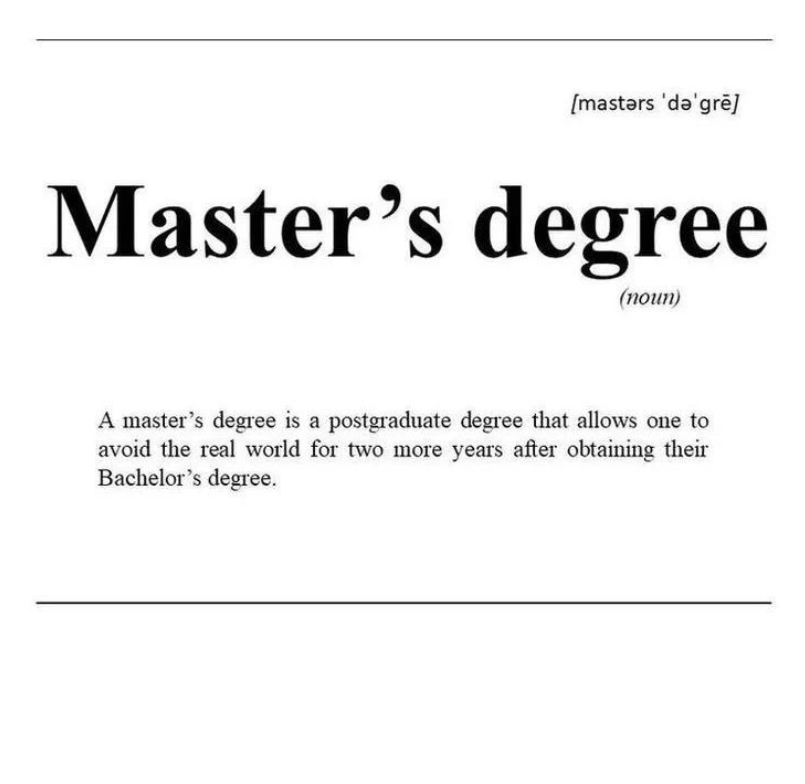 [mastərs ˈdəˈgrē]
Master’s degree
(noun)
A master’s degree is a postgraduate degree that allows one to
avoid the real world for two more years after obtaining their
Bachelor’s degree.